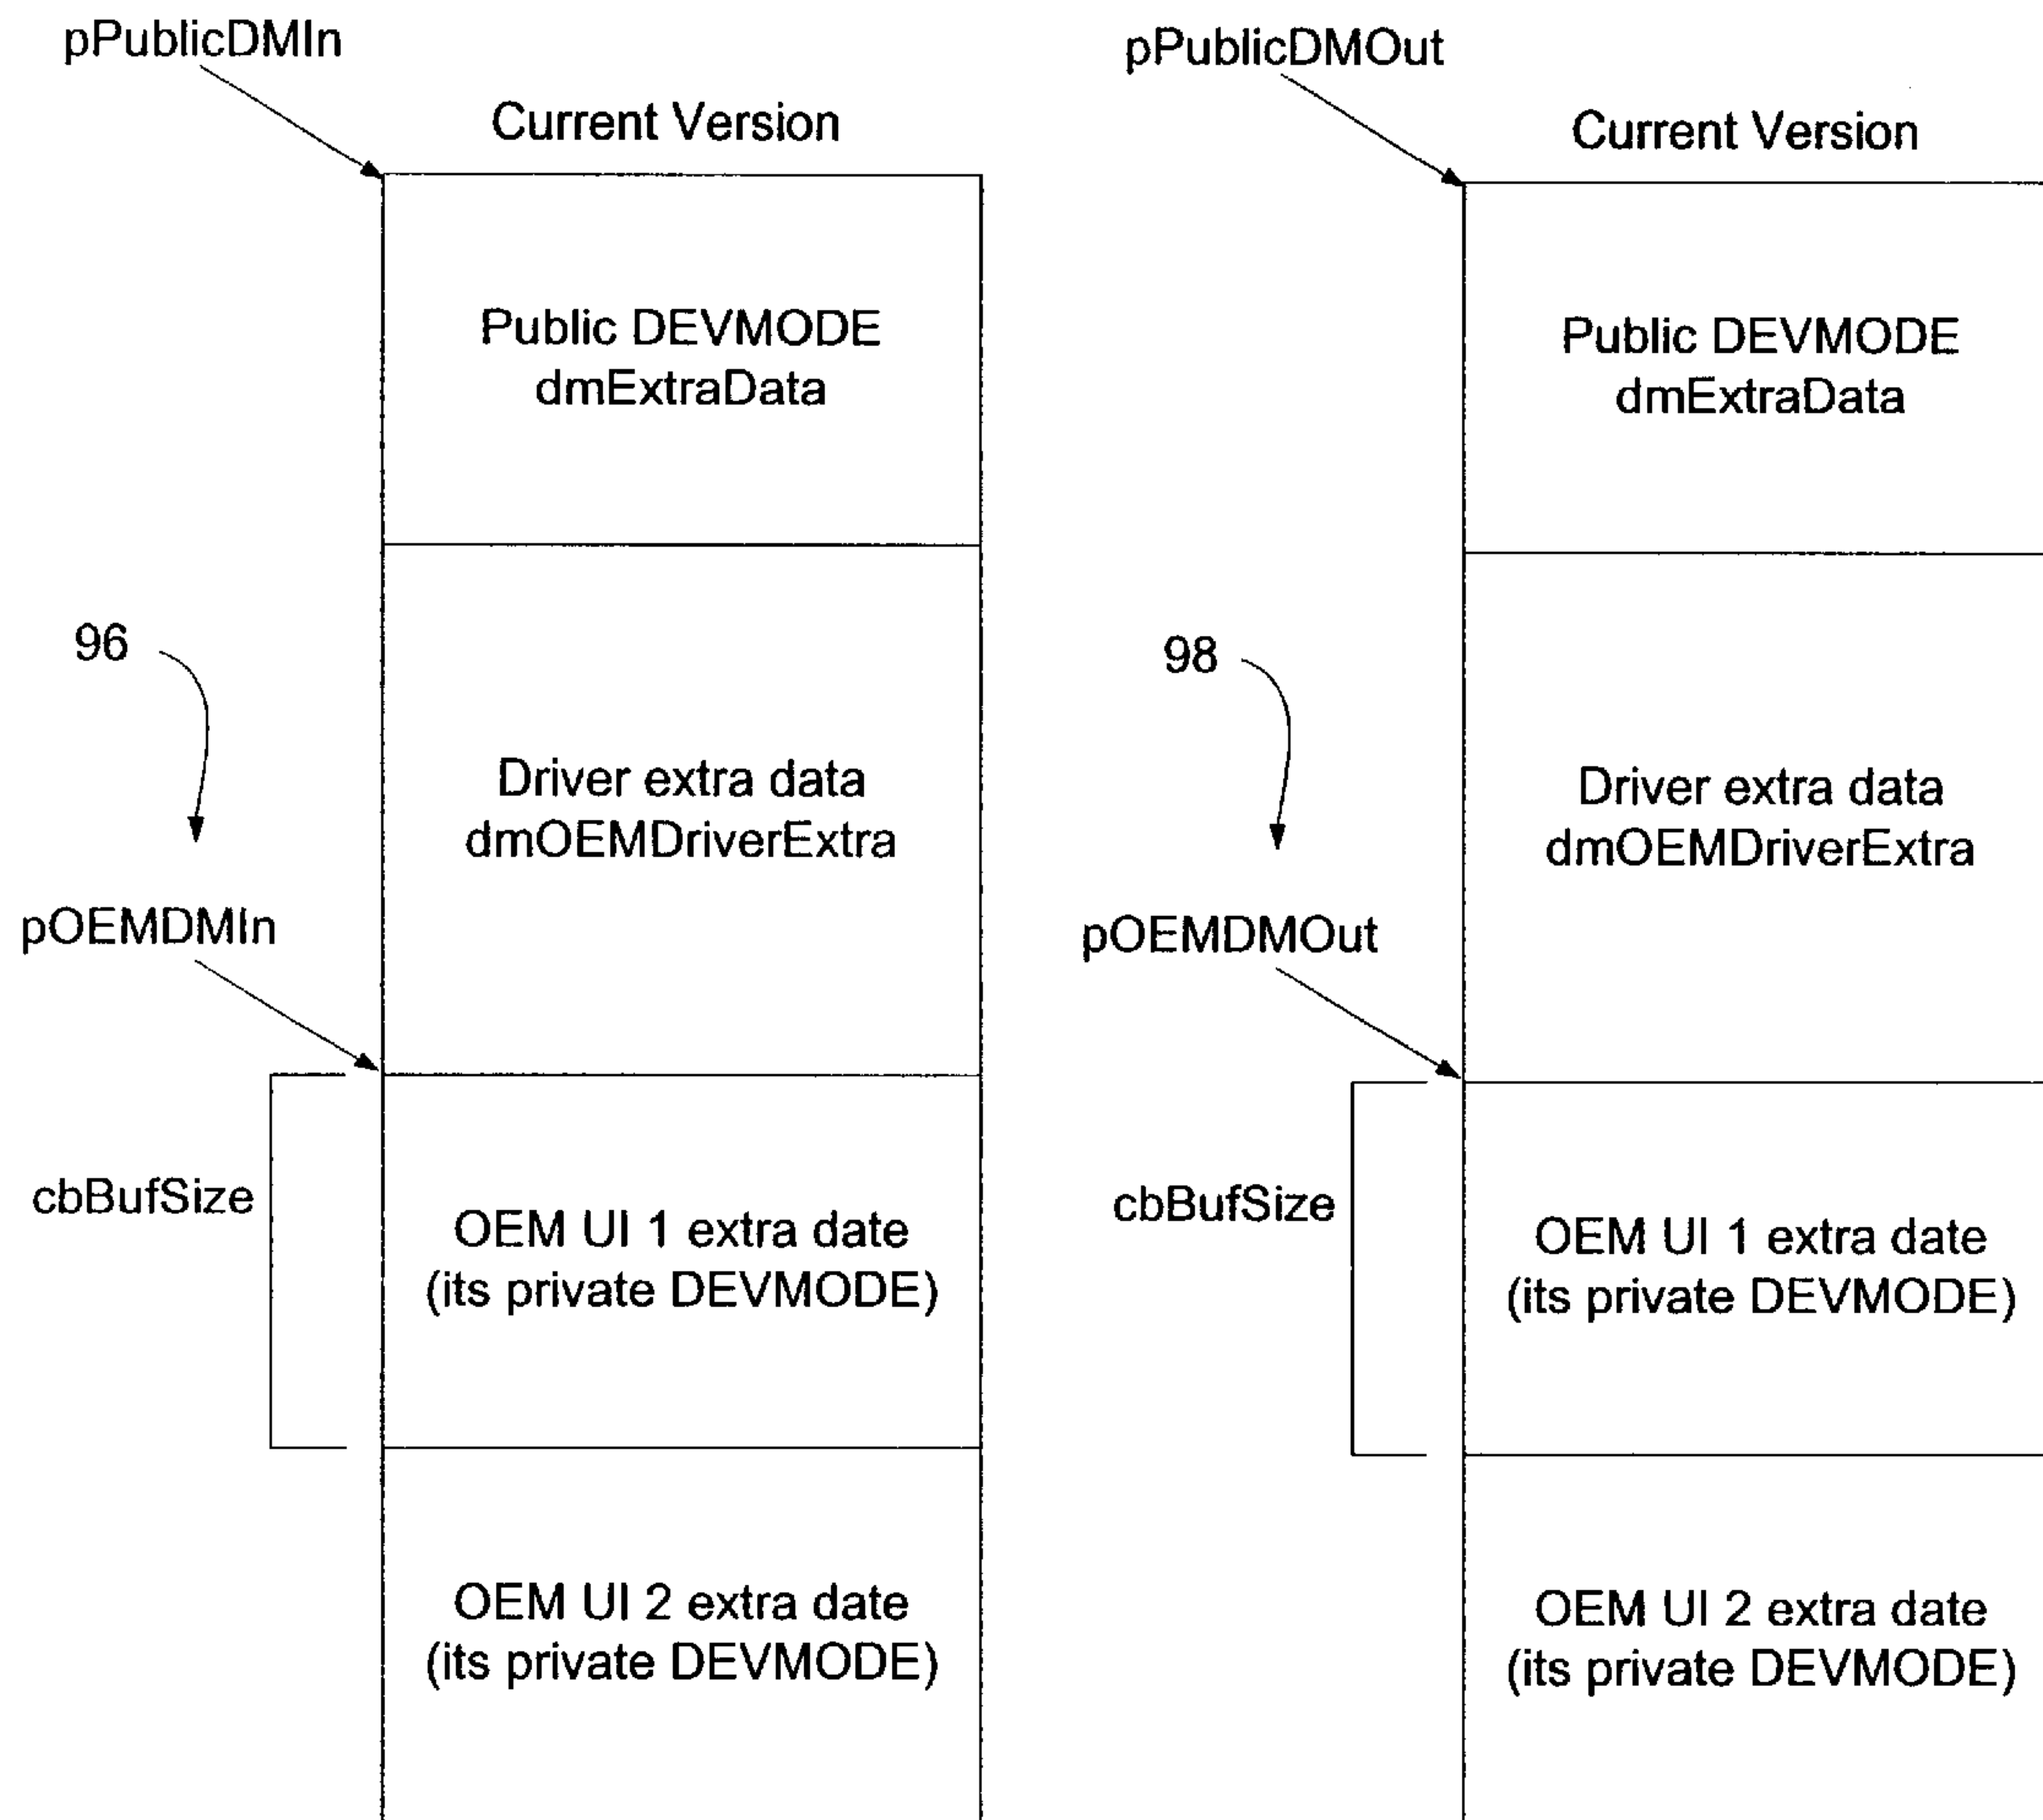 pPublicDMIn
Current Version
Public DEVMODE
dmExtraData
96
Driver extra data
dmOEMDriverExtra
pOEMDMIn
cbBufSize
OEM UI 1 extra date
(its private DEVMODE)
OEM UI 2 extra date
(its private DEVMODE)
pPublicDMOut
Current Version
Public DEVMODE
dmExtraData
98
Driver extra data
dmOEMDriverExtra
pOEMDMOut
cbBufSize
OEM UI 1 extra date
(its private DEVMODE)
OEM UI 2 extra date
(its private DEVMODE)